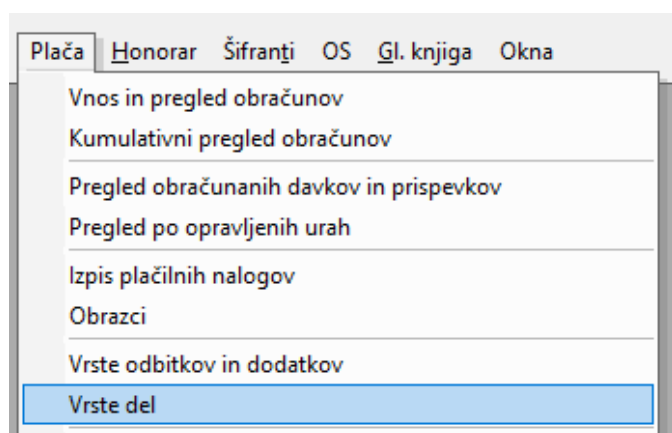 Plača Honorar Šifranti OS Gl. knjiga Okna
Vnos in pregled obračunov
Kumulativni pregled obračunov
Pregled obračunanih davkov in prispevkov
Pregled po opravljenih urah
Izpis plačilnih nalogov
Obrazci
Vrste odbitkov in dodatkov
Vrste del